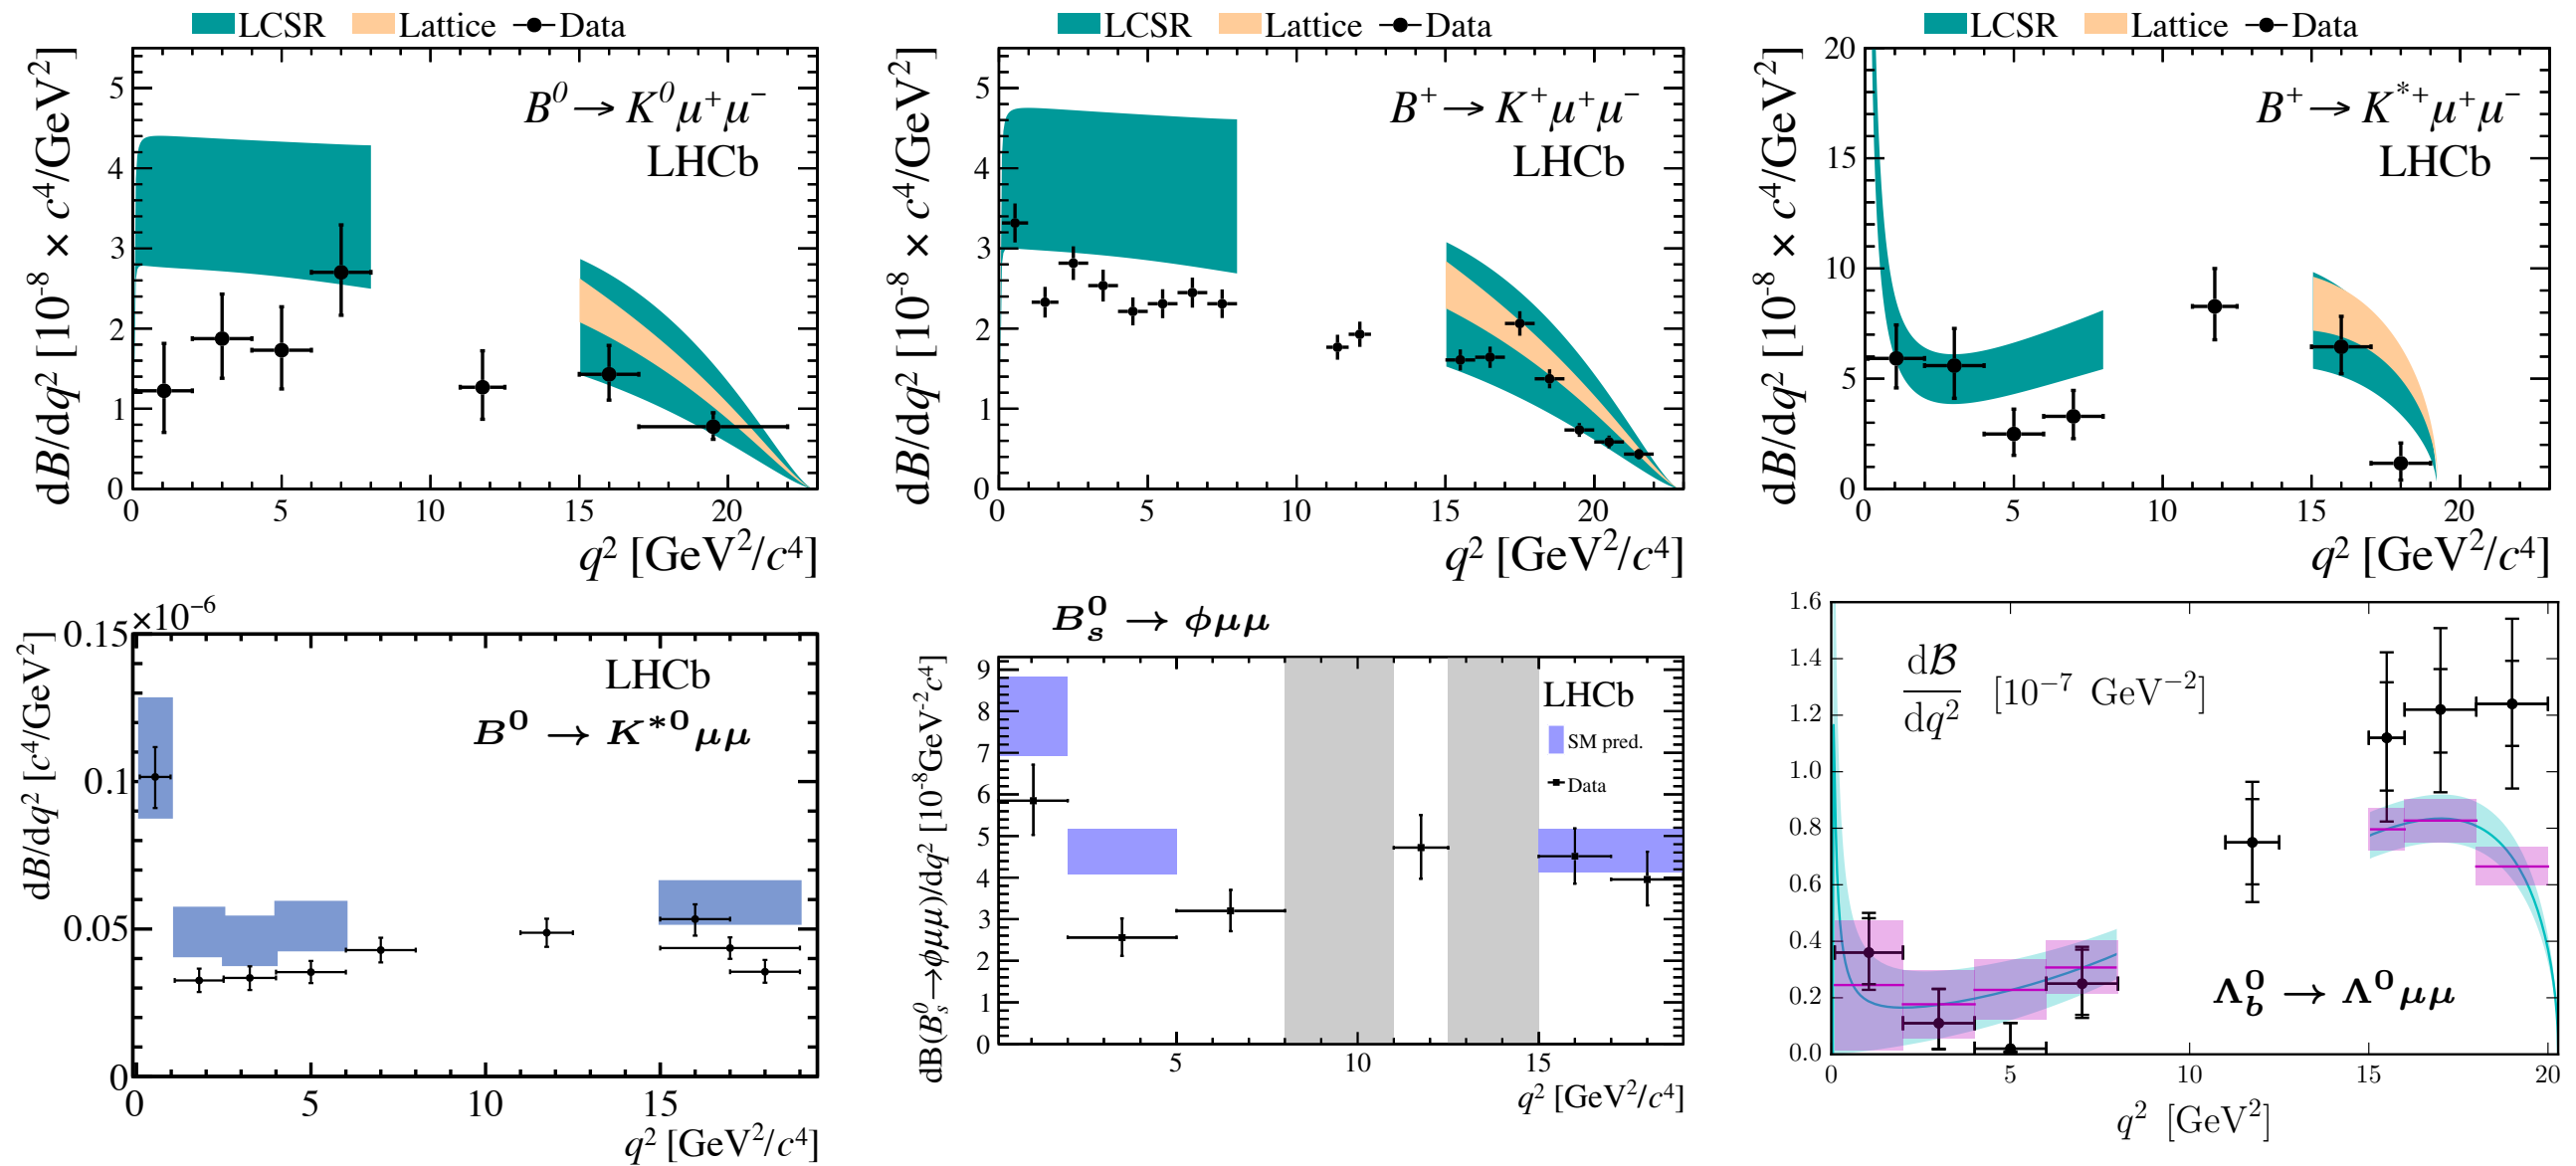 LCSR Lattice Data
5
4
3
2
1
0
dB/dq² [10⁻⁸ × c⁴/GeV²]
B⁰ → K⁰μ⁺μ⁻
LHCb
0 5 10 15 20
q² [GeV²/c⁴]
LCSR Lattice Data
5
4
3
2
1
0
dB/dq² [10⁻⁸ × c⁴/GeV²]
B⁺ → K⁺μ⁺μ⁻
LHCb
0 5 10 15 20
q² [GeV²/c⁴]
LCSR Lattice Data
20
15
10
5
0
dB/dq² [10⁻⁸ × c⁴/GeV²]
B⁺ → K*⁺μ⁺μ⁻
LHCb
0 5 10 15 20
q² [GeV²/c⁴]
×10⁻⁶
0.15
0.1
0.05
0
dB/dq² [c⁴/GeV²]
LHCb
B⁰ → K*⁰μμ
0 5 10 15
q² [GeV²/c⁴]
B⁰ₛ → ϕμμ
9
8
7
6
5
4
3
2
1
0
dB(B⁰ₛ→ϕμμ)/dq² [10⁻⁸GeV⁻²c⁴]
LHCb
SM pred.
Data
5 10 15
q² [GeV²/c⁴]
1.6
1.4
1.2
1.0
0.8
0.6
0.4
0.2
0.0
dℬ/dq² [10⁻⁷ GeV⁻²]
Λ⁰_b → Λ⁰μμ
0 5 10 15 20
q² [GeV²]